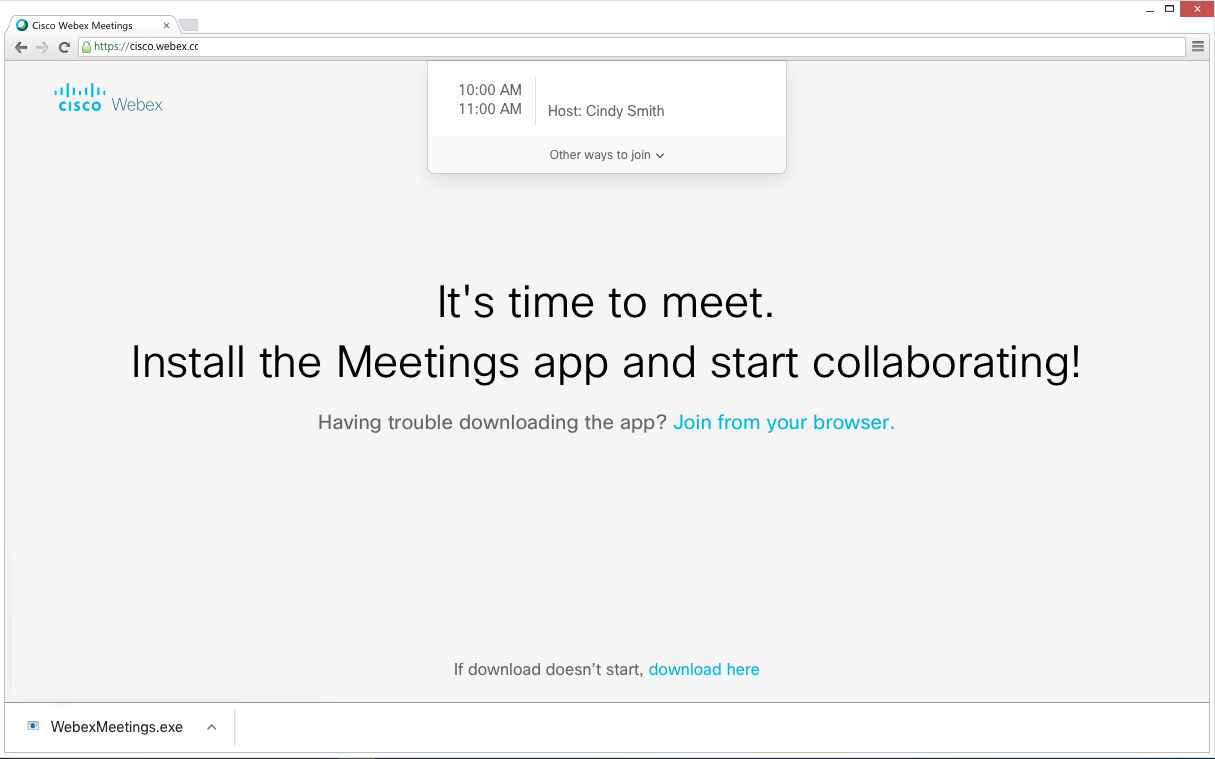 Cisco Webex Meetings
https://cisco.webex.cc
cisco Webex
10:00 AM
11:00 AM
Host: Cindy Smith
Other ways to join
It's time to meet.
Install the Meetings app and start collaborating!
Having trouble downloading the app? Join from your browser.
If download doesn’t start, download here
WebexMeetings.exe